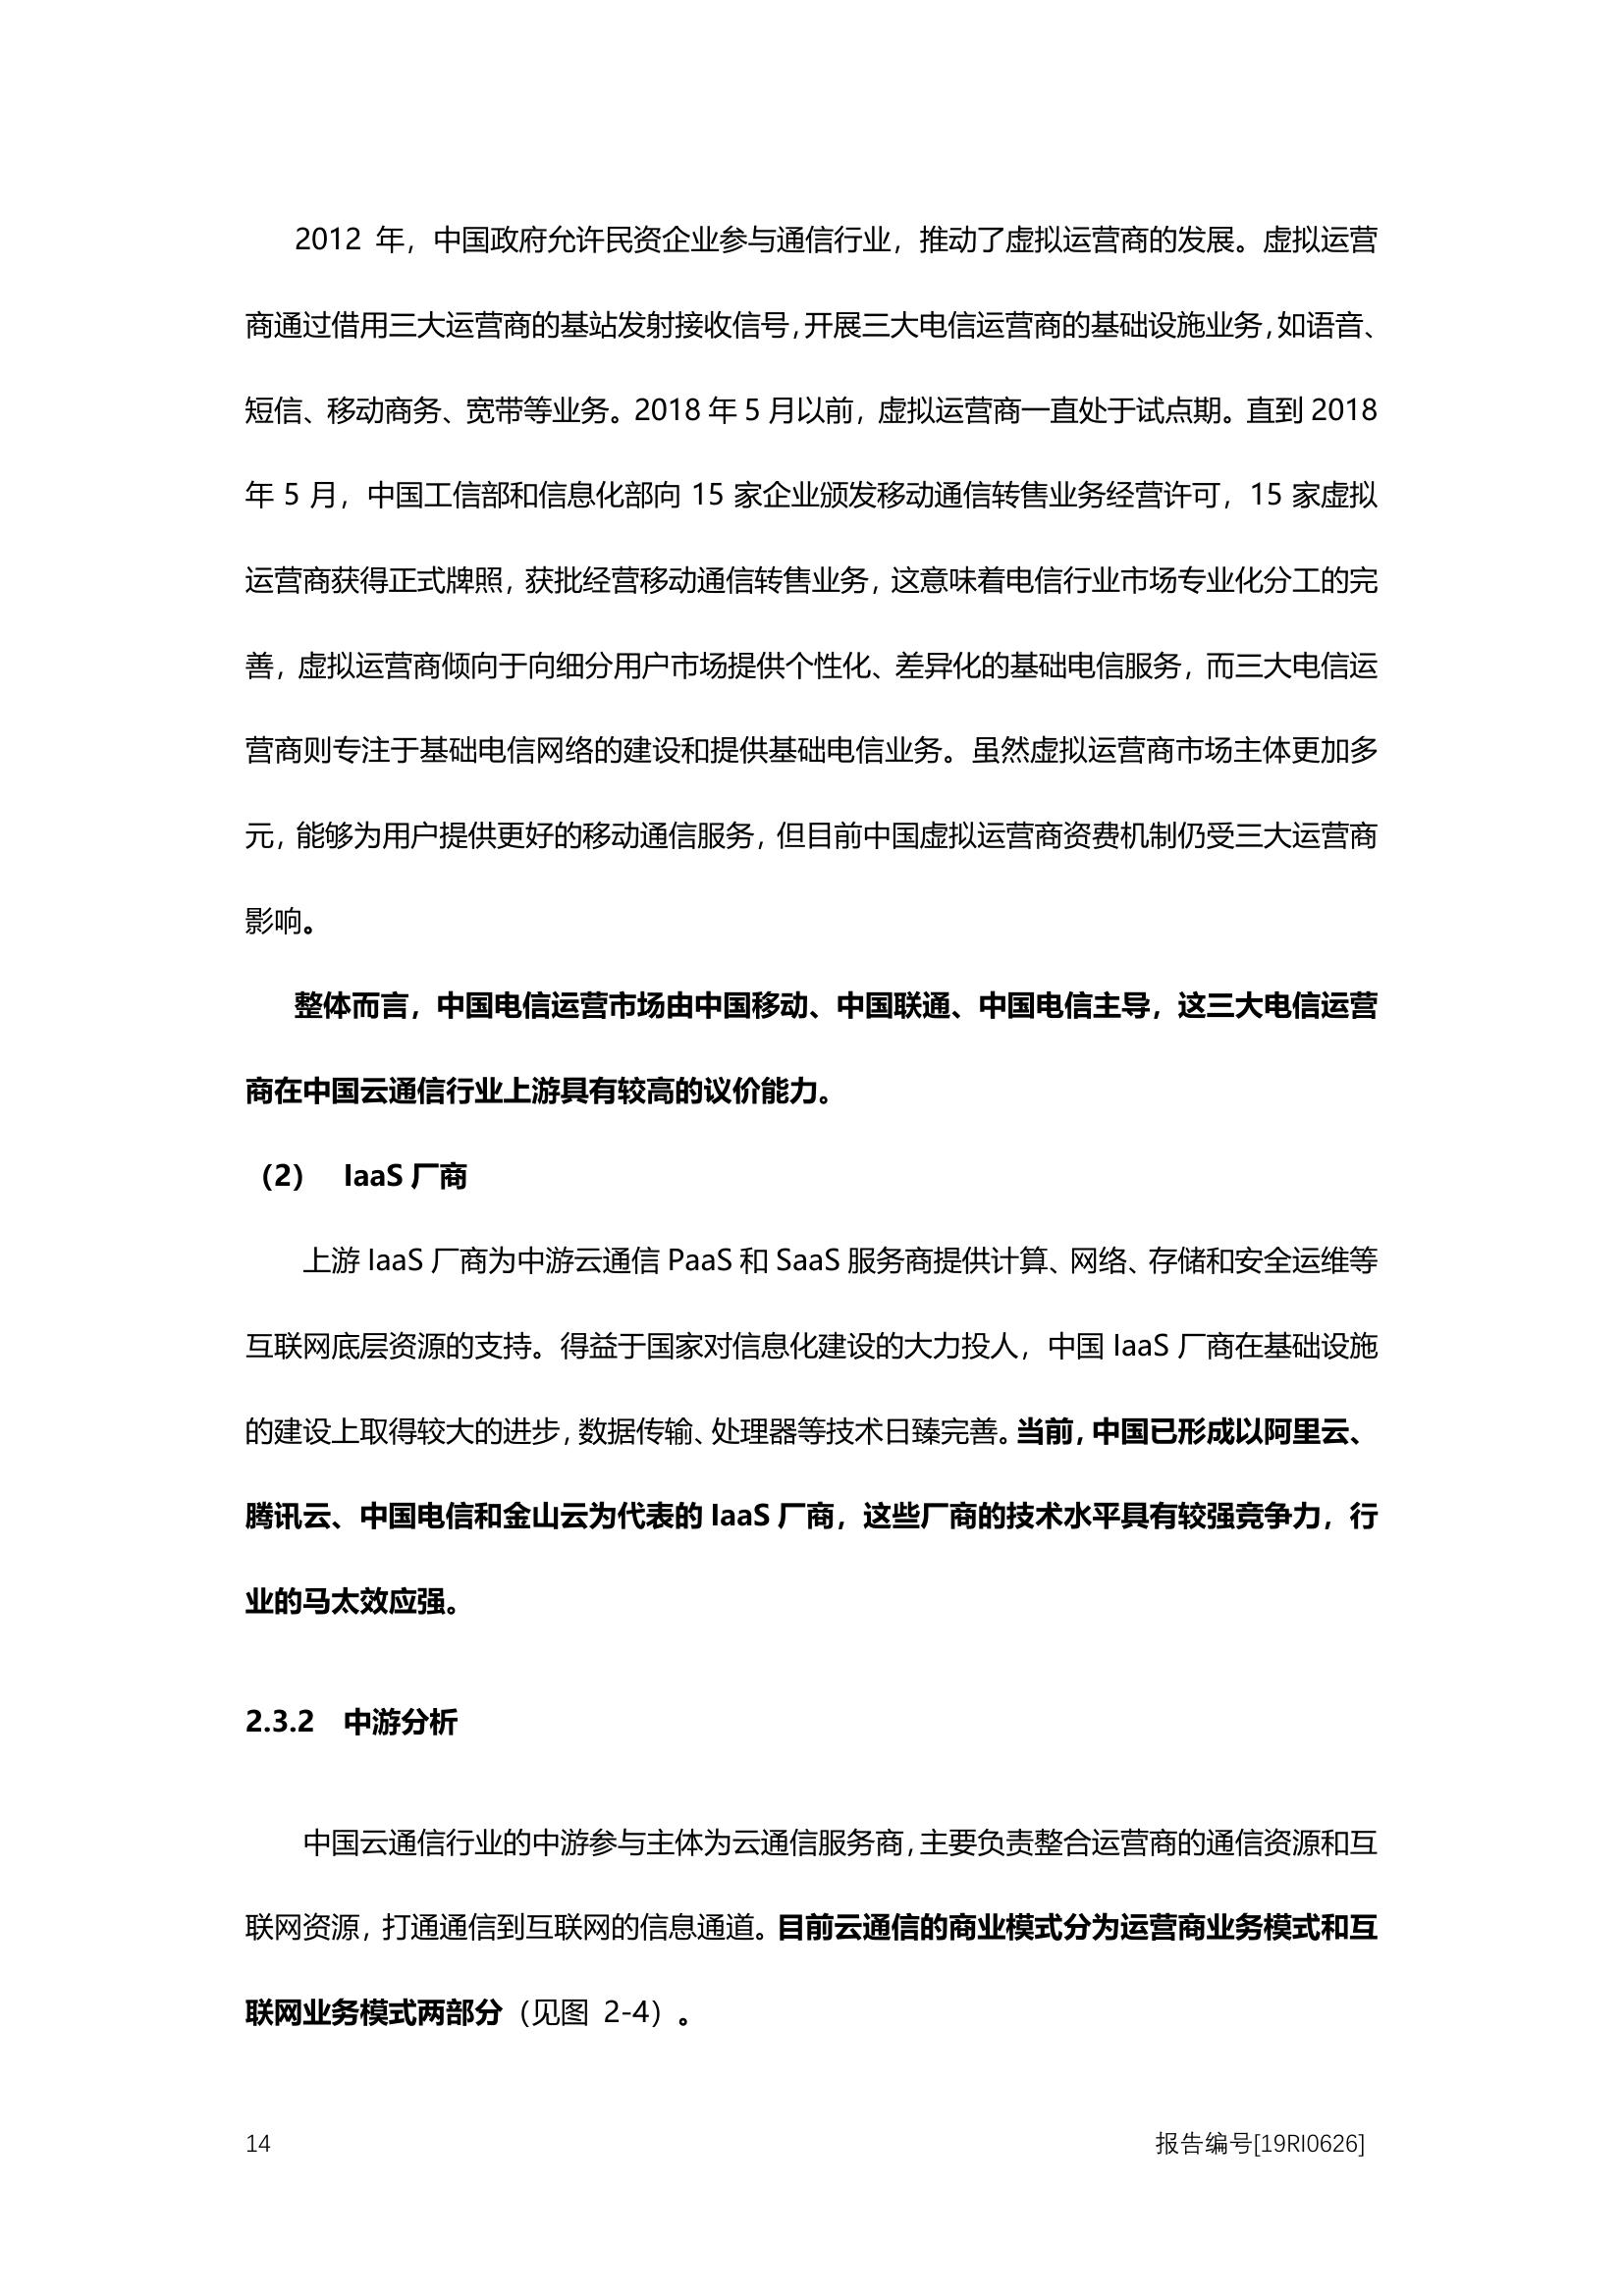 2012 年，中国政府允许民资企业参与通信行业，推动了虚拟运营商的发展。虚拟运营
商通过借用三大运营商的基站发射接收信号，开展三大电信运营商的基础设施业务，如语音、
短信、移动商务、宽带等业务。2018 年 5 月以前，虚拟运营商一直处于试点期。直到 2018
年 5 月，中国工信部和信息化部向 15 家企业颁发移动通信转售业务经营许可，15 家虚拟
运营商获得正式牌照，获批经营移动通信转售业务，这意味着电信行业市场专业化分工的完
善，虚拟运营商倾向于向细分用户市场提供个性化、差异化的基础电信服务，而三大电信运
营商则专注于基础电信网络的建设和提供基础电信业务。虽然虚拟运营商市场主体更加多
元，能够为用户提供更好的移动通信服务，但目前中国虚拟运营商资费机制仍受三大运营商
影响。
整体而言，中国电信运营市场由中国移动、中国联通、中国电信主导，这三大电信运营
商在中国云通信行业上游具有较高的议价能力。
（2） IaaS 厂商
上游 IaaS 厂商为中游云通信 PaaS 和 SaaS 服务商提供计算、网络、存储和安全运维等
互联网底层资源的支持。得益于国家对信息化建设的大力投人，中国 IaaS 厂商在基础设施
的建设上取得较大的进步，数据传输、处理器等技术日臻完善。当前，中国已形成以阿里云、
腾讯云、中国电信和金山云为代表的 IaaS 厂商，这些厂商的技术水平具有较强竞争力，行
业的马太效应强。
2.3.2 中游分析
中国云通信行业的中游参与主体为云通信服务商，主要负责整合运营商的通信资源和互
联网资源，打通通信到互联网的信息通道。目前云通信的商业模式分为运营商业务模式和互
联网业务模式两部分（见图 2-4）。
14 报告编号[19RI0626]